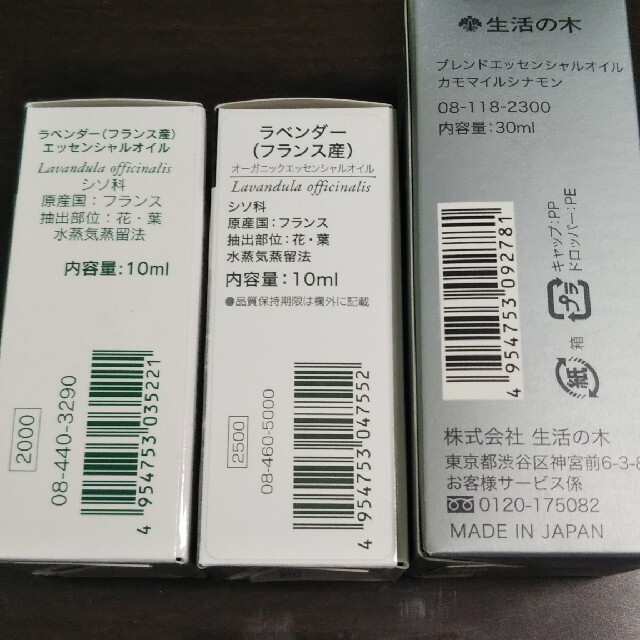 ラベンダー(フランス産)
エッセンシャルオイル
Lavandula officinalis
シソ科
原産国：フランス
抽出部位：花・葉
水蒸気蒸留法
内容量：10ml
2000
08-440-3290
4 954753 035221
ラベンダー
(フランス産)
オーガニックエッセンシャルオイル
Lavandula officinalis
シソ科
原産国：フランス
抽出部位：花・葉
水蒸気蒸留法
内容量：10ml
●品質保持期限は欄外に記載
2500
08-460-5000
4 954753 047552
生活の木
ブレンドエッセンシャルオイル
カモマイルシナモン
08-118-2300
内容量：30ml
4 954753 092781
プラ
キャップ：PP
ドロッパー：PE
紙
箱
株式会社 生活の木
東京都渋谷区神宮前6-3-8
お客様サービス係
0120-175082
MADE IN JAPAN